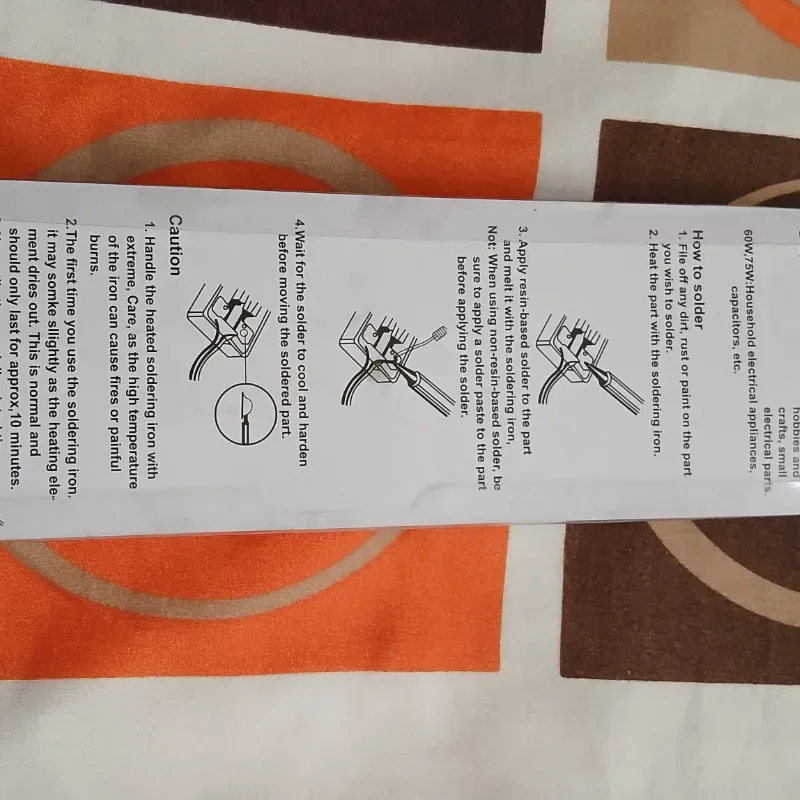 hobbies and
crafts, small
electrical parts.
60W,75W:Household electrical appliances,
capacitors, etc.
How to solder
1. File off any dirt, rust or paint on the part
you wish to solder.
2. Heat the part with the soldering iron.
3. Apply resin-based solder to the part
and melt it with the soldering iron,
Not: When using non-resin-based solder, be
sure to apply a solder paste to the part
before applying the solder.
4.Wait for the solder to cool and harden
before moving the soldered part.
Caution
1. Handle the heated soldering iron with
extreme, Care, as the high temperature
of the iron can cause fires or painful
burns.
2.The first time you use the soldering iron.
it may somke sllightly as the heating ele-
ment dries out. This is normal and
should only last for approx,10 minutes.